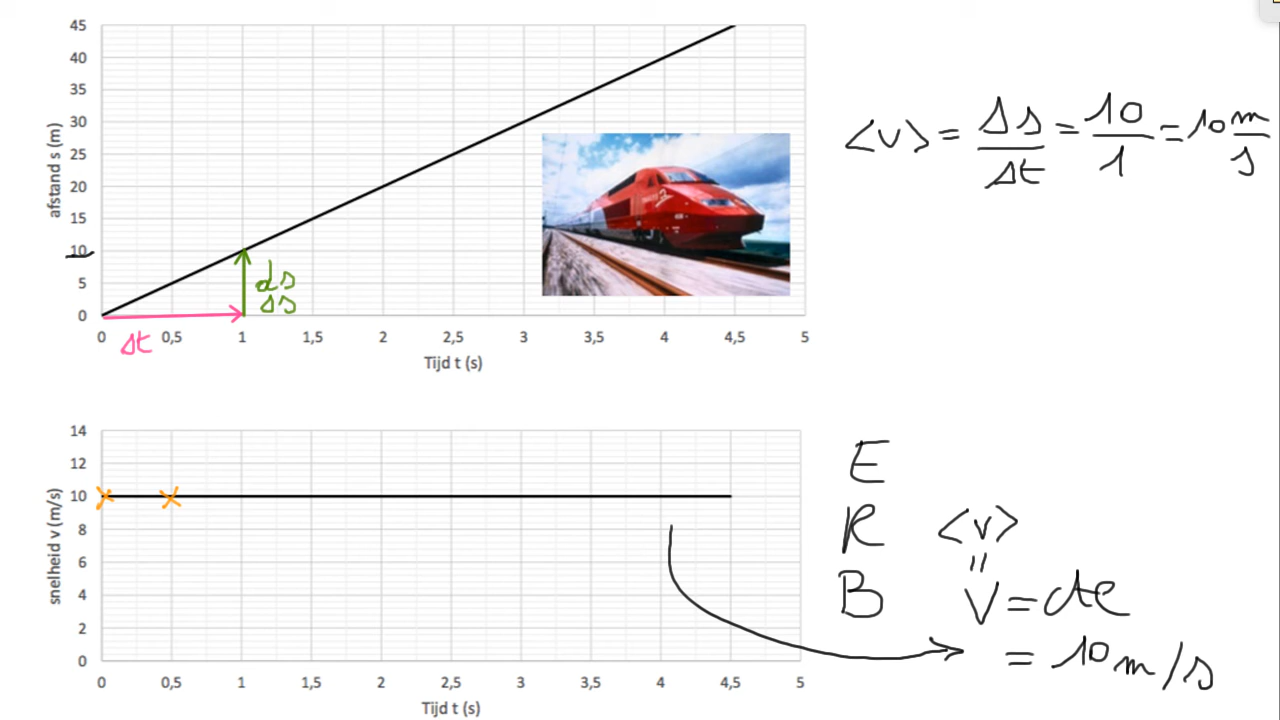 45
40
35
30
25
20
15
10
5
0
afstand s (m)
ds
Δs
0 0,5 1 1,5 2 2,5 3 3,5 4 4,5 5
Δt
Tijd t (s)
<v> = Δs/Δt = 10/1 = 10 m/s
14
12
10
8
6
4
2
0
snelheid v (m/s)
0 0,5 1 1,5 2 2,5 3 3,5 4 4,5 5
Tijd t (s)
E
R <v>
=
B v = cte
= 10 m/s